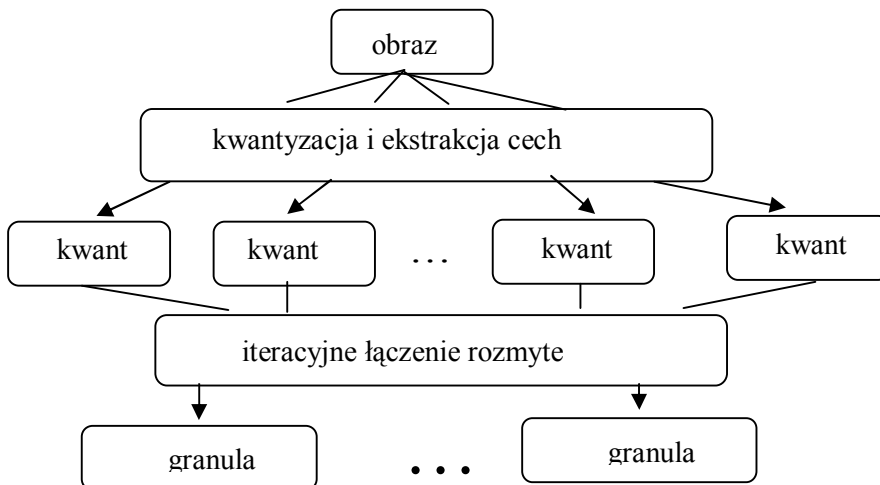 obraz
kwantyzacja i ekstrakcja cech
kwant kwant ... kwant kwant
iteracyjne łączenie rozmyte
granula ... granula